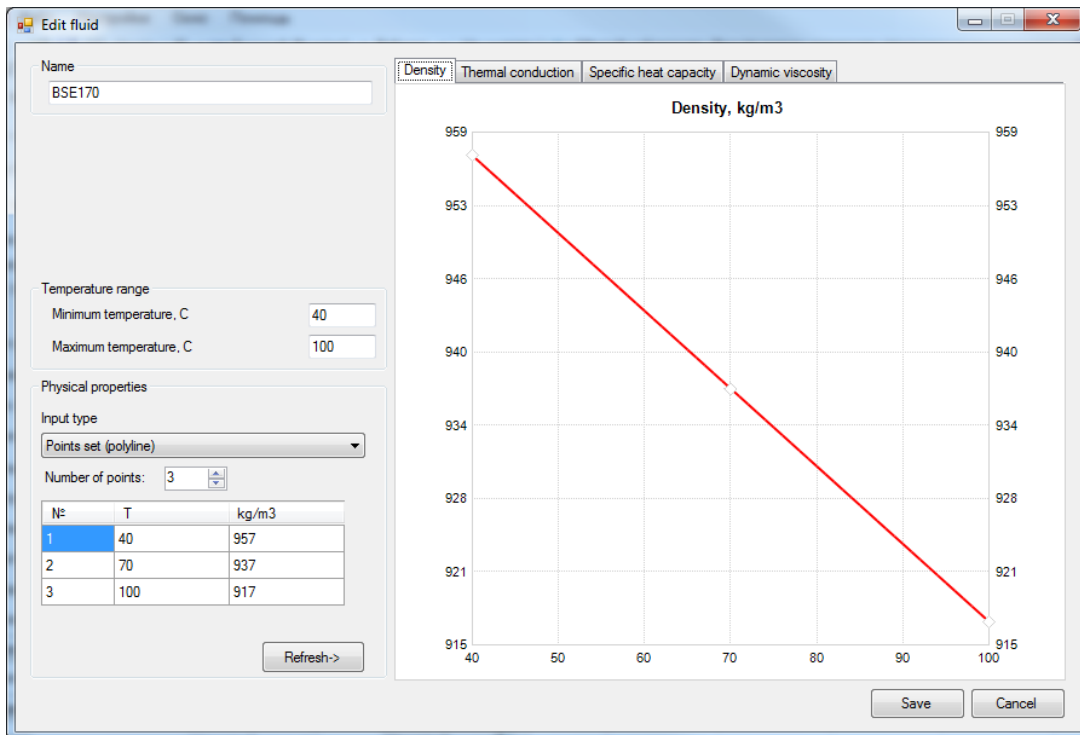 Edit fluid
Name
BSE170
Temperature range
Minimum temperature, C
40
Maximum temperature, C
100
Physical properties
Input type
Points set (polyline)
Number of points:
3
№ T kg/m3
1 40 957
2 70 937
3 100 917
Refresh->
Density Thermal conduction Specific heat capacity Dynamic viscosity
Density, kg/m3
959 959
953 953
946 946
940 940
934 934
928 928
921 921
915 915
40 50 60 70 80 90 100
Save Cancel